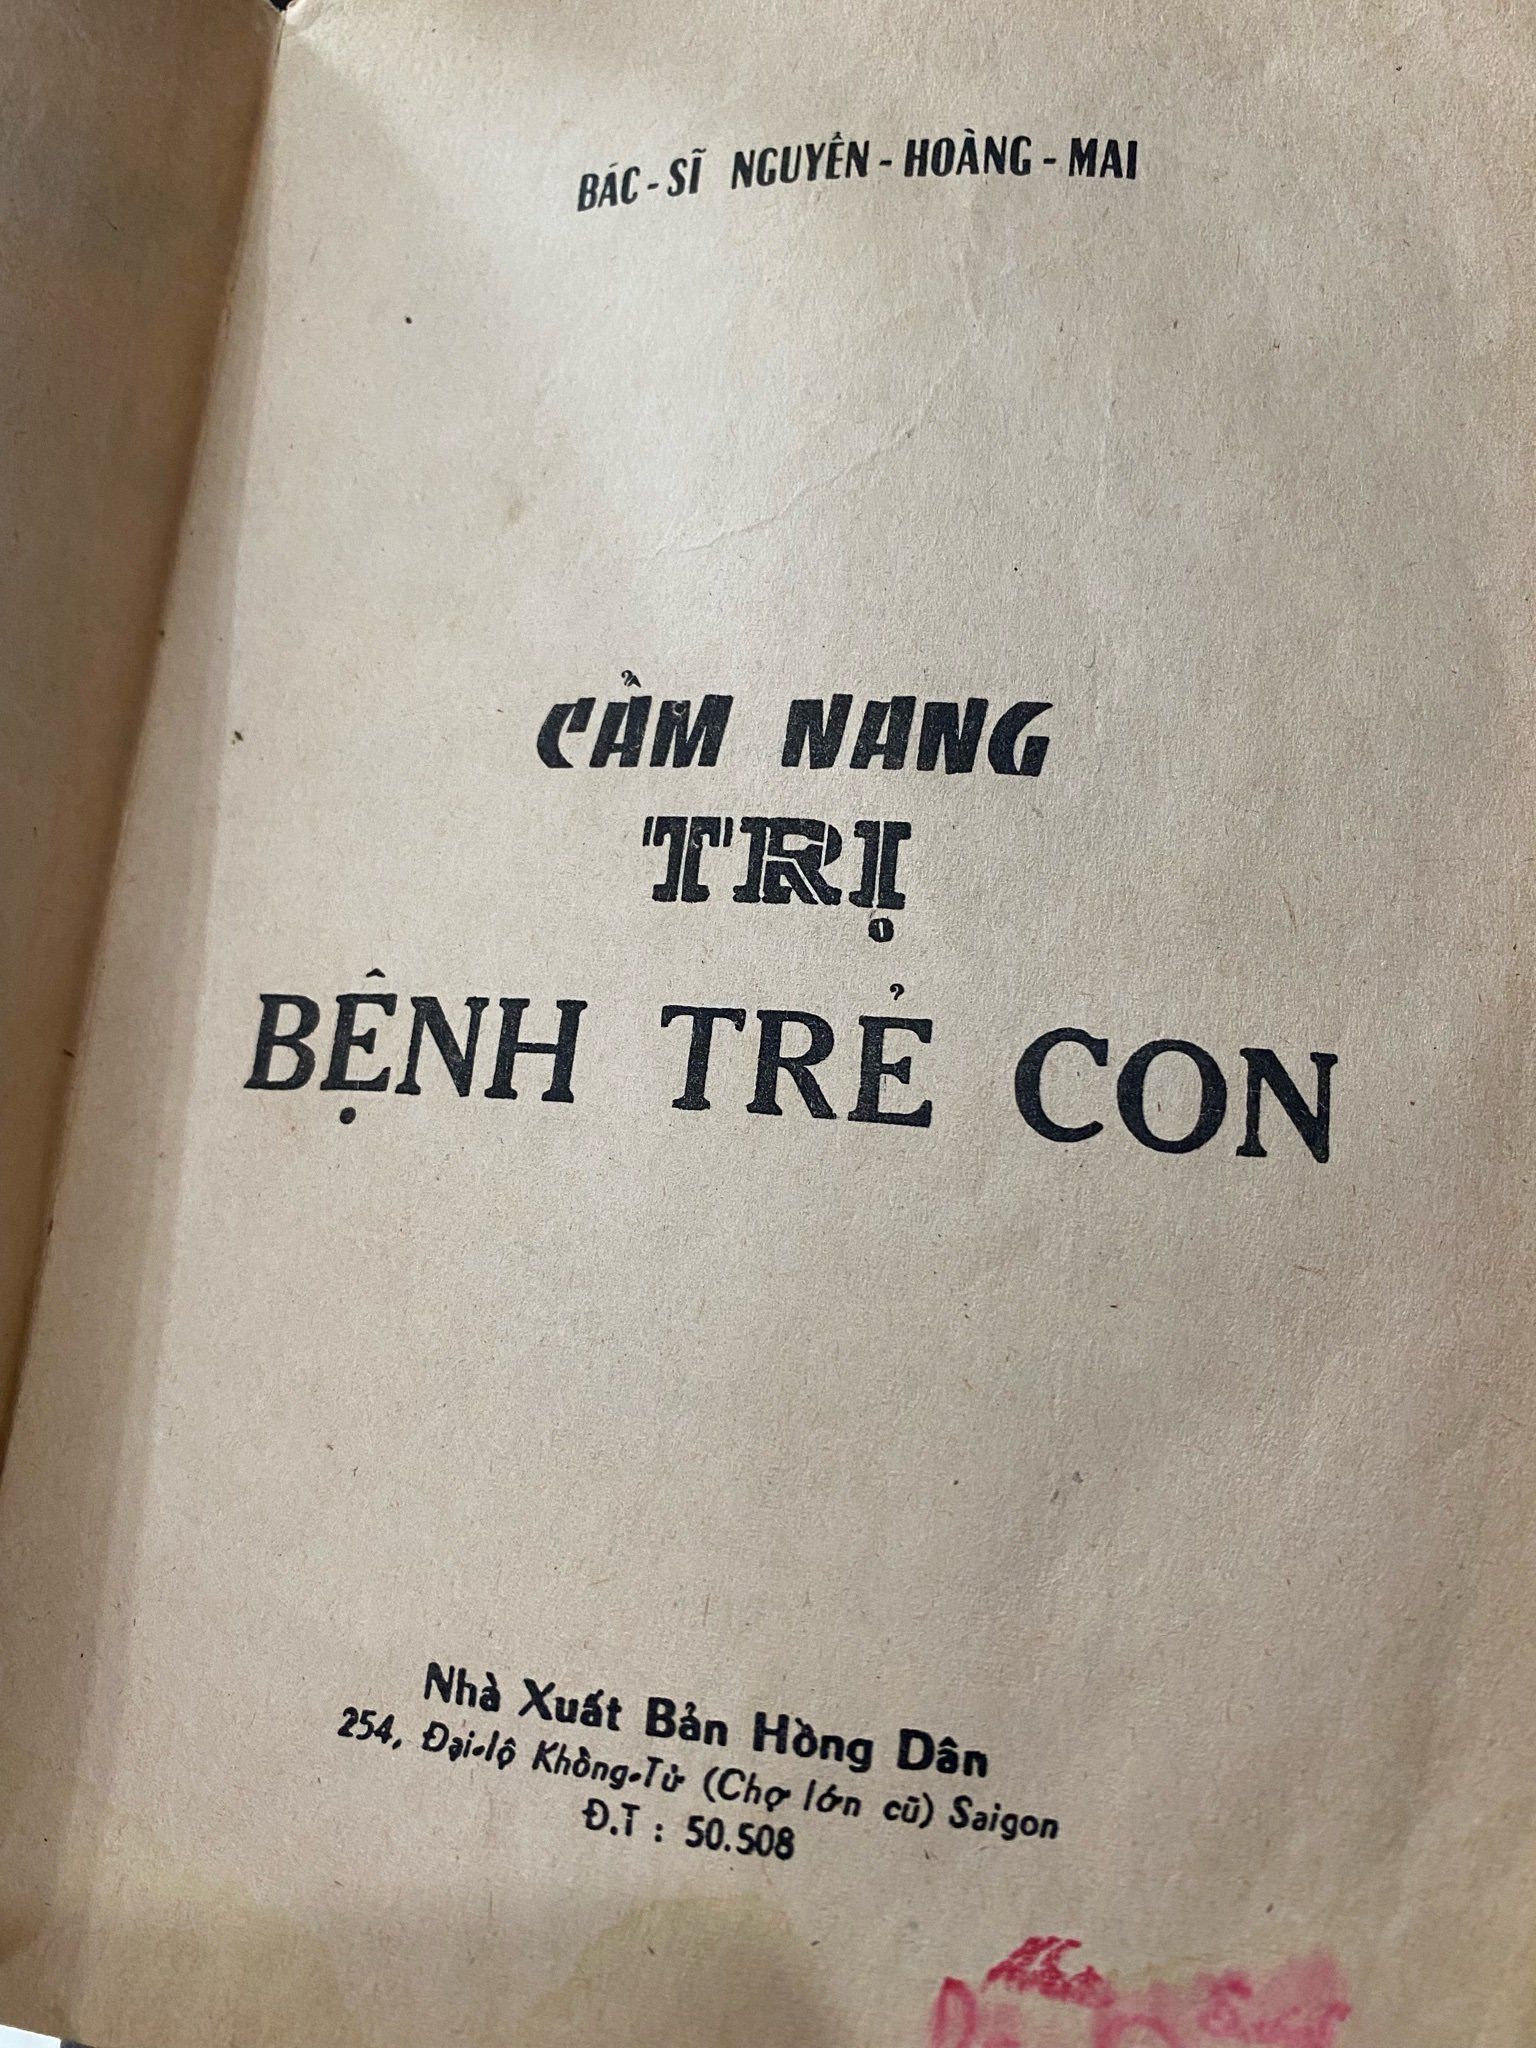 BÁC - SĨ NGUYÊN - HOÀNG - MAI
CẨM NANG
TRỊ
BỆNH TRẺ CON
Nhà Xuất Bản Hồng Dân
254, Đại-lộ Khổng-Tử (Chợ lớn cũ) Saigon
Đ.T : 50.508